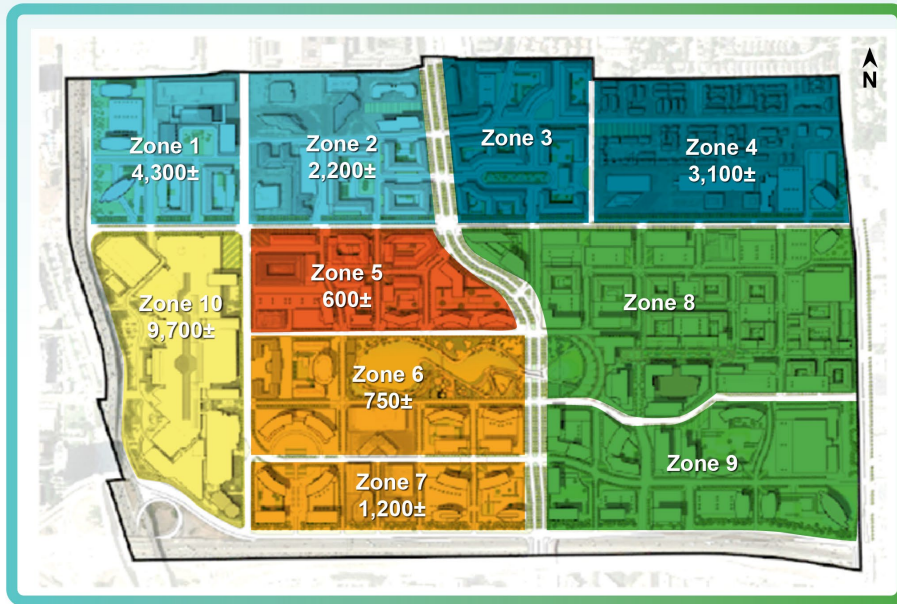 N
Zone 1
4,300±
Zone 2
2,200±
Zone 3
Zone 4
3,100±
Zone 5
600±
Zone 8
Zone 10
9,700±
Zone 6
750±
Zone 9
Zone 7
1,200±